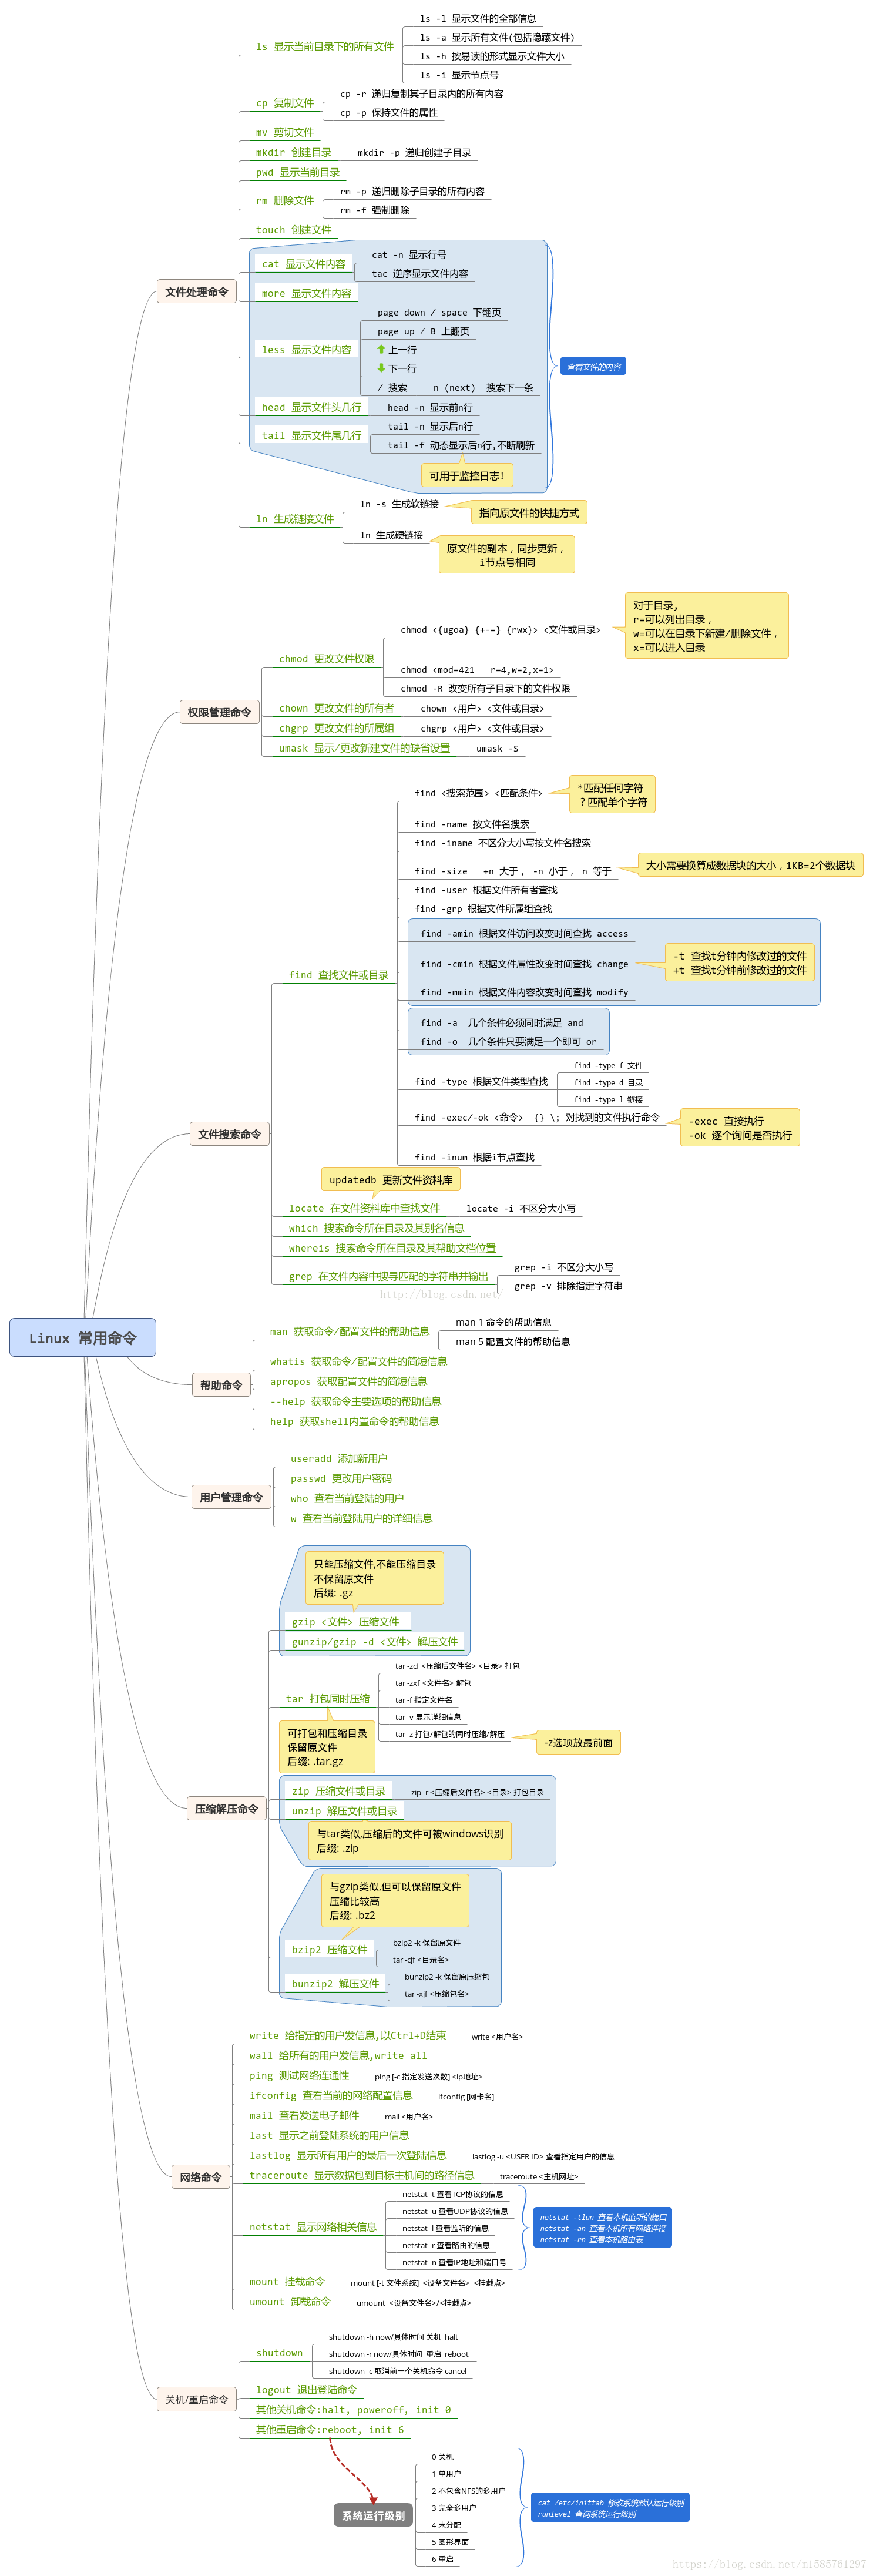 Linux 常用命令
文件处理命令
ls 显示当前目录下的所有文件
ls -l 显示文件的全部信息
ls -a 显示所有文件(包括隐藏文件)
ls -h 按易读的形式显示文件大小
ls -i 显示节点号
cp 复制文件
cp -r 递归复制其子目录内的所有内容
cp -p 保持文件的属性
mv 剪切文件
mkdir 创建目录
mkdir -p 递归创建子目录
pwd 显示当前目录
rm 删除文件
rm -p 递归删除子目录的所有内容
rm -f 强制删除
touch 创建文件
cat 显示文件内容
cat -n 显示行号
tac 逆序显示文件内容
more 显示文件内容
less 显示文件内容
page down / space 下翻页
page up / B 上翻页
上一行
下一行
/ 搜索 n (next) 搜索下一条
head 显示文件头几行
head -n 显示前n行
tail 显示文件尾几行
tail -n 显示后n行
tail -f 动态显示后n行,不断刷新
可用于监控日志!
查看文件的内容
ln 生成链接文件
ln -s 生成软链接
指向原文件的快捷方式
ln 生成硬链接
原文件的副本，同步更新，
i节点号相同
权限管理命令
chmod 更改文件权限
chmod <{ugoa} {+-=} {rwx}> <文件或目录>
对于目录,
r=可以列出目录，
w=可以在目录下新建/删除文件，
x=可以进入目录
chmod <mod=421 r=4,w=2,x=1>
chmod -R 改变所有子目录下的文件权限
chown 更改文件的所有者
chown <用户> <文件或目录>
chgrp 更改文件的所属组
chgrp <用户> <文件或目录>
umask 显示/更改新建文件的缺省设置
umask -S
文件搜索命令
find 查找文件或目录
find <搜索范围> <匹配条件>
*匹配任何字符
？匹配单个字符
find -name 按文件名搜索
find -iname 不区分大小写按文件名搜索
find -size +n 大于， -n 小于， n 等于
大小需要换算成数据块的大小，1KB=2个数据块
find -user 根据文件所有者查找
find -grp 根据文件所属组查找
find -amin 根据文件访问改变时间查找 access
find -cmin 根据文件属性改变时间查找 change
find -mmin 根据文件内容改变时间查找 modify
-t 查找t分钟内修改过的文件
+t 查找t分钟前修改过的文件
find -a 几个条件必须同时满足 and
find -o 几个条件只要满足一个即可 or
find -type 根据文件类型查找
find -type f 文件
find -type d 目录
find -type l 链接
find -exec/-ok <命令> {} \; 对找到的文件执行命令
-exec 直接执行
-ok 逐个询问是否执行
find -inum 根据i节点查找
updatedb 更新文件资料库
locate 在文件资料库中查找文件
locate -i 不区分大小写
which 搜索命令所在目录及其别名信息
whereis 搜索命令所在目录及其帮助文档位置
grep 在文件内容中搜寻匹配的字符串并输出
grep -i 不区分大小写
grep -v 排除指定字符串
http://blog.csdn.net/
帮助命令
man 获取命令/配置文件的帮助信息
man 1 命令的帮助信息
man 5 配置文件的帮助信息
whatis 获取命令/配置文件的简短信息
apropos 获取配置文件的简短信息
--help 获取命令主要选项的帮助信息
help 获取shell内置命令的帮助信息
用户管理命令
useradd 添加新用户
passwd 更改用户密码
who 查看当前登陆的用户
w 查看当前登陆用户的详细信息
压缩解压命令
只能压缩文件,不能压缩目录
不保留原文件
后缀: .gz
gzip <文件> 压缩文件
gunzip/gzip -d <文件> 解压文件
tar 打包同时压缩
tar -zcf <压缩后文件名> <目录> 打包
tar -zxf <文件名> 解包
tar -f 指定文件名
tar -v 显示详细信息
tar -z 打包/解包的同时压缩/解压
-z选项放最前面
可打包和压缩目录
保留原文件
后缀: .tar.gz
zip 压缩文件或目录
zip -r <压缩后文件名> <目录> 打包目录
unzip 解压文件或目录
与tar类似,压缩后的文件可被windows识别
后缀: .zip
与gzip类似,但可以保留原文件
压缩比较高
后缀: .bz2
bzip2 压缩文件
bzip2 -k 保留原文件
tar -cjf <目录名>
bunzip2 解压文件
bunzip2 -k 保留原压缩包
tar -xjf <压缩包名>
网络命令
write 给指定的用户发信息,以Ctrl+D结束
write <用户名>
wall 给所有的用户发信息,write all
ping 测试网络连通性
ping [-c 指定发送次数] <ip地址>
ifconfig 查看当前的网络配置信息
ifconfig [网卡名]
mail 查看发送电子邮件
mail <用户名>
last 显示之前登陆系统的用户信息
lastlog 显示所有用户的最后一次登陆信息
lastlog -u <USER ID> 查看指定用户的信息
traceroute 显示数据包到目标主机间的路径信息
traceroute <主机网址>
netstat 显示网络相关信息
netstat -t 查看TCP协议的信息
netstat -u 查看UDP协议的信息
netstat -l 查看监听的信息
netstat -r 查看路由的信息
netstat -n 查看IP地址和端口号
netstat -tlun 查看本机监听的端口
netstat -an 查看本机所有网络连接
netstat -rn 查看本机路由表
mount 挂载命令
mount [-t 文件系统] <设备文件名> <挂载点>
umount 卸载命令
umount <设备文件名>/<挂载点>
关机/重启命令
shutdown
shutdown -h now/具体时间 关机 halt
shutdown -r now/具体时间 重启 reboot
shutdown -c 取消前一个关机命令 cancel
logout 退出登陆命令
其他关机命令:halt, poweroff, init 0
其他重启命令:reboot, init 6
系统运行级别
0 关机
1 单用户
2 不包含NFS的多用户
3 完全多用户
4 未分配
5 图形界面
6 重启
cat /etc/inittab 修改系统默认运行级别
runlevel 查询系统运行级别
https://blog.csdn.net/m1585761297